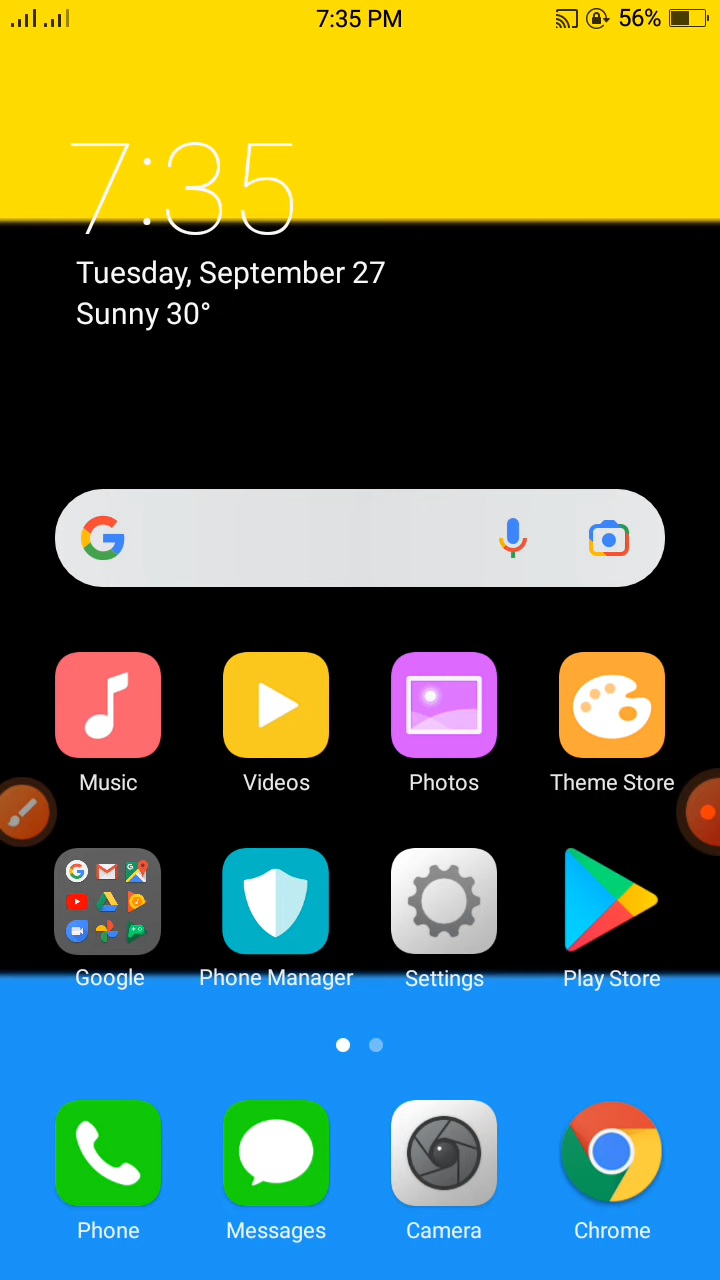 7:35 PM 56%
7:35
Tuesday, September 27
Sunny 30°
Music Videos Photos Theme Store
Google Phone Manager Settings Play Store
Phone Messages Camera Chrome